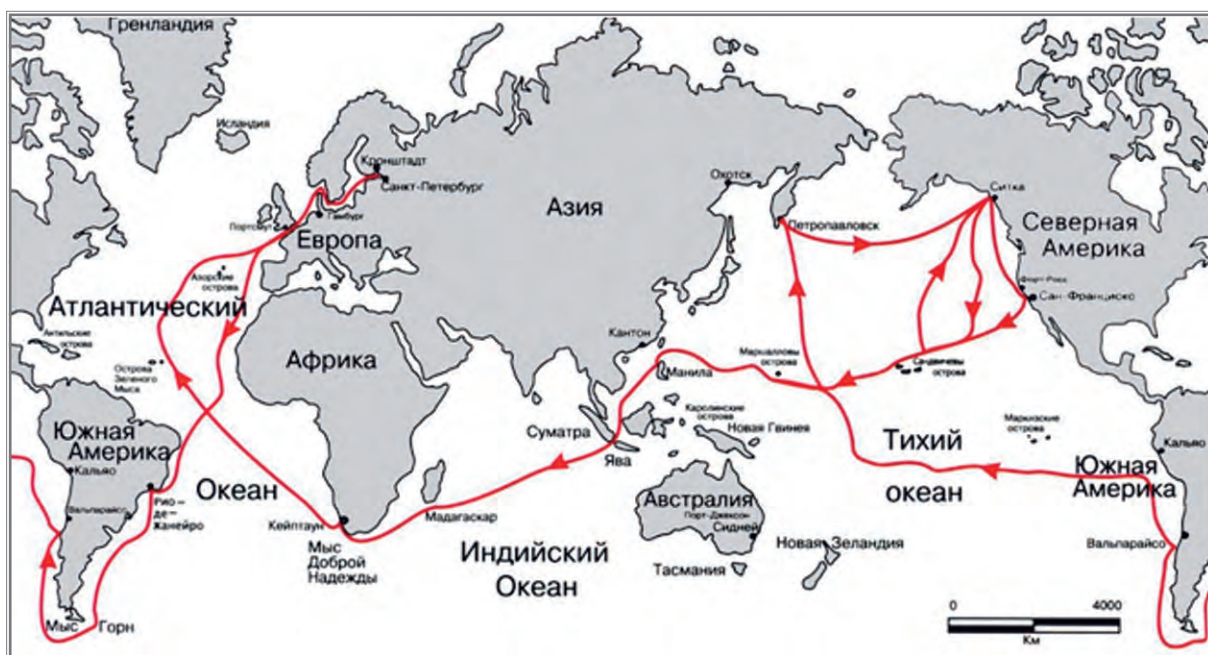 Гренландия
Исландия
Кронштадт
Санкт-Петербург
Гамбург
Портсмут
Европа
Азия
Охотск
Ситка
Петропавловск
Северная
Америка
Форт-Росс
Сан-Франциско
Азорские
острова
Атлантический
Антильские
острова
Африка
Кантон
Манила
Маршалловы
острова
Сандвичевы
острова
Острова
Зеленого
Мыса
Каролинские
острова
Новая Гвинея
Маркизские
острова
Южная
Америка
Кальяо
Суматра
Ява
Тихий
океан
Южная
Америка
Кальяо
Вальпарайсо
Рио-
де-
Жанейро
Океан
Кейптаун
Мадагаскар
Австралия
Порт-Джексон
Сидней
Мыс
Доброй
Надежды
Индийский
Океан
Тасмания
Новая Зеландия
Вальпарайсо
Мыс Горн
0 4000
Км